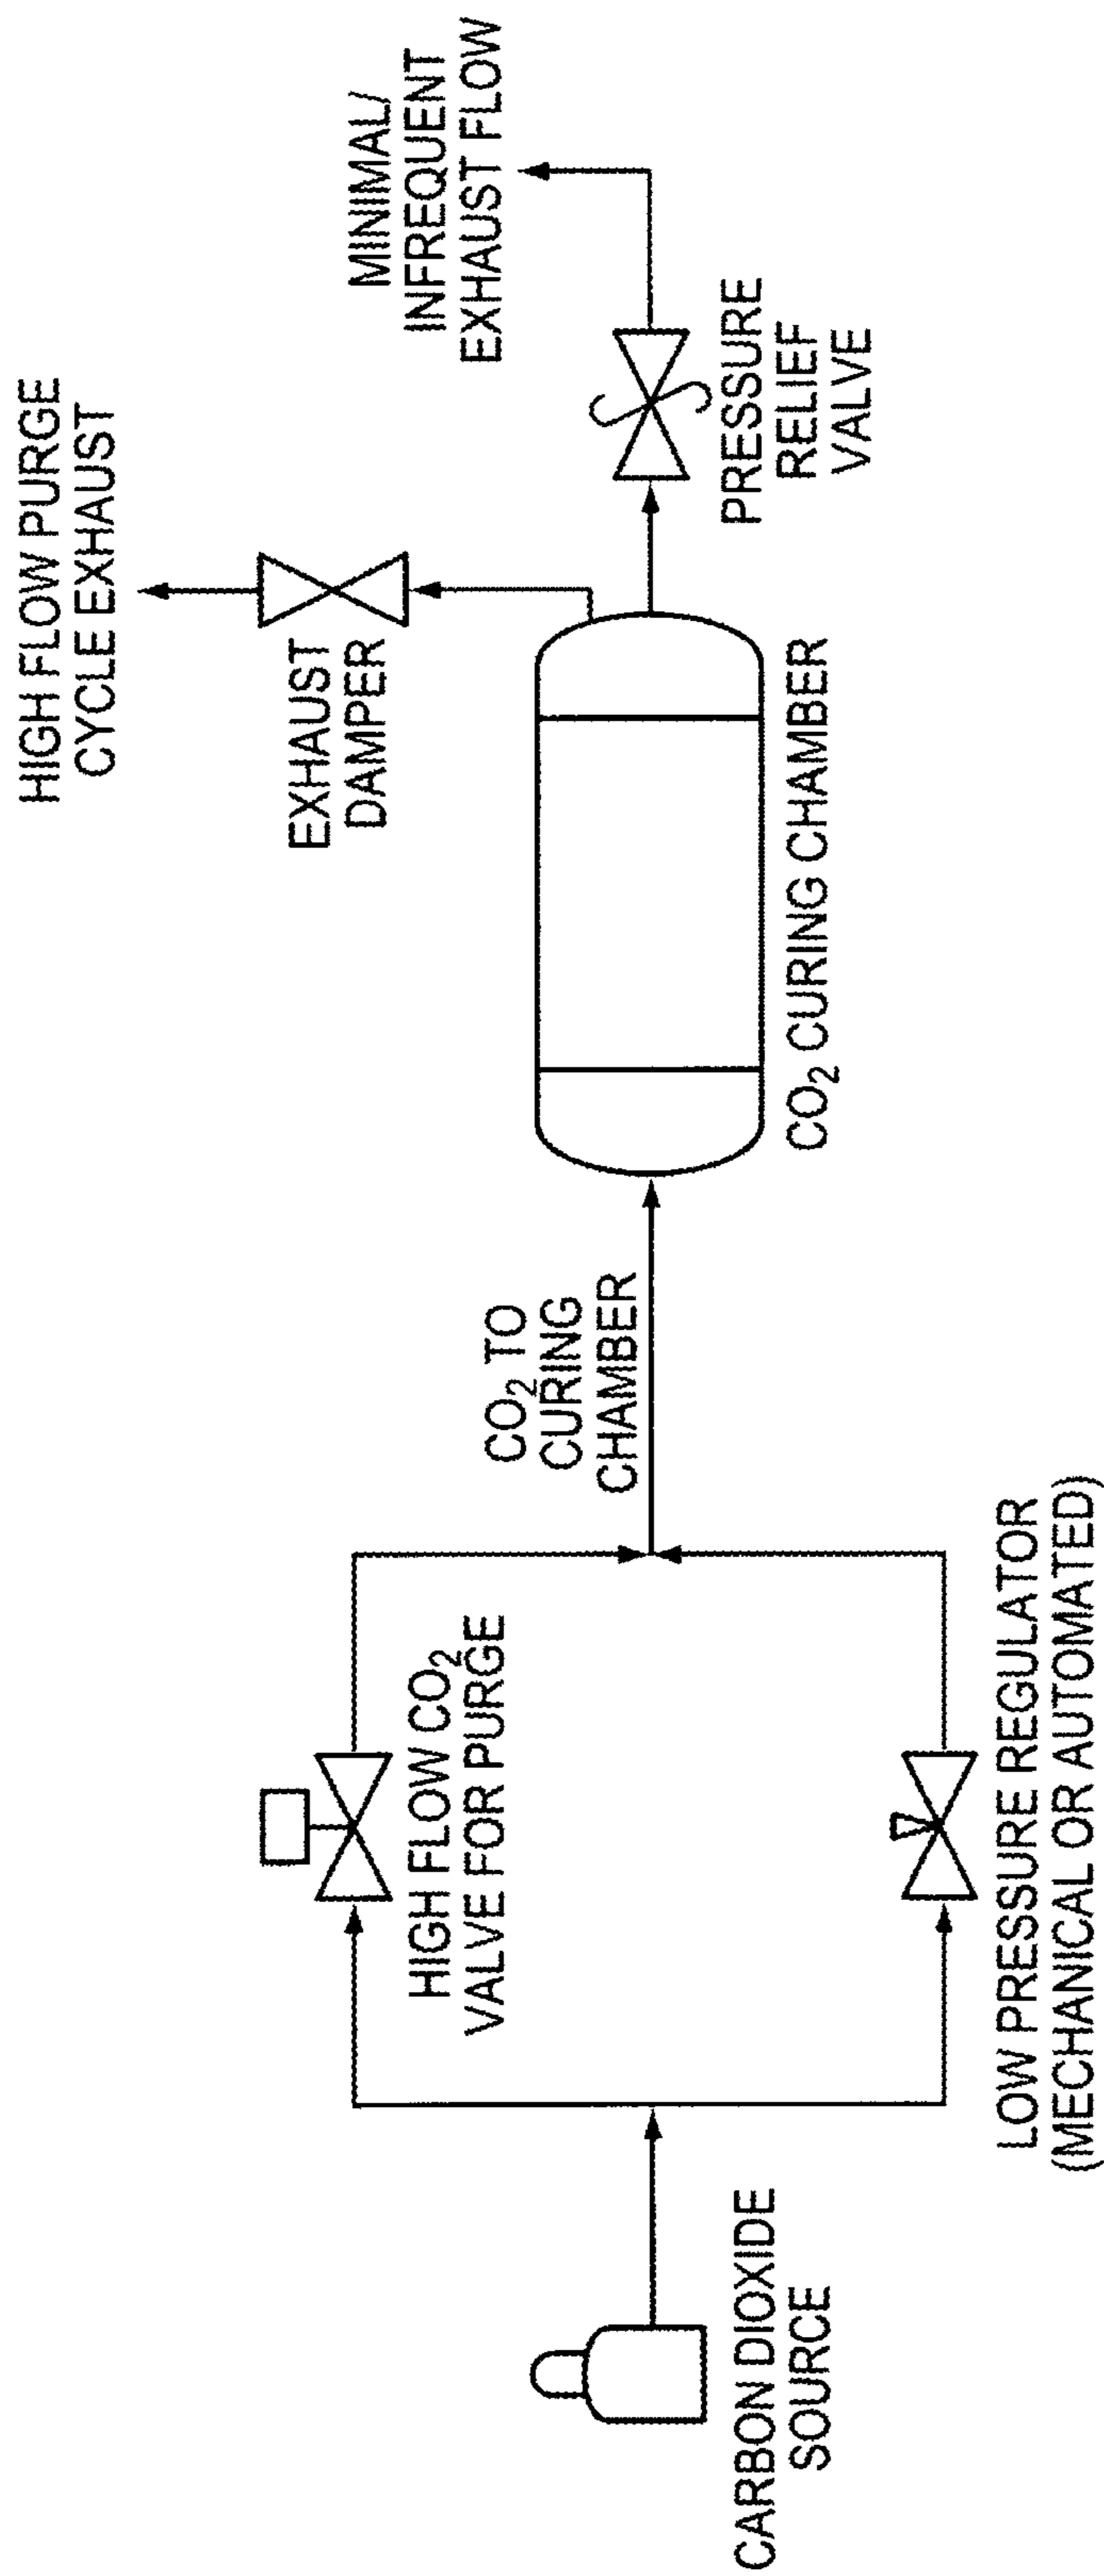 HIGH FLOW PURGE
CYCLE EXHAUST
MINIMAL/
INFREQUENT
EXHAUST FLOW
EXHAUST
DAMPER
PRESSURE
RELIEF
VALVE
CO₂ CURING CHAMBER
CO₂ TO
CURING
CHAMBER
HIGH FLOW CO₂
VALVE FOR PURGE
LOW PRESSURE REGULATOR
(MECHANICAL OR AUTOMATED)
CARBON DIOXIDE
SOURCE